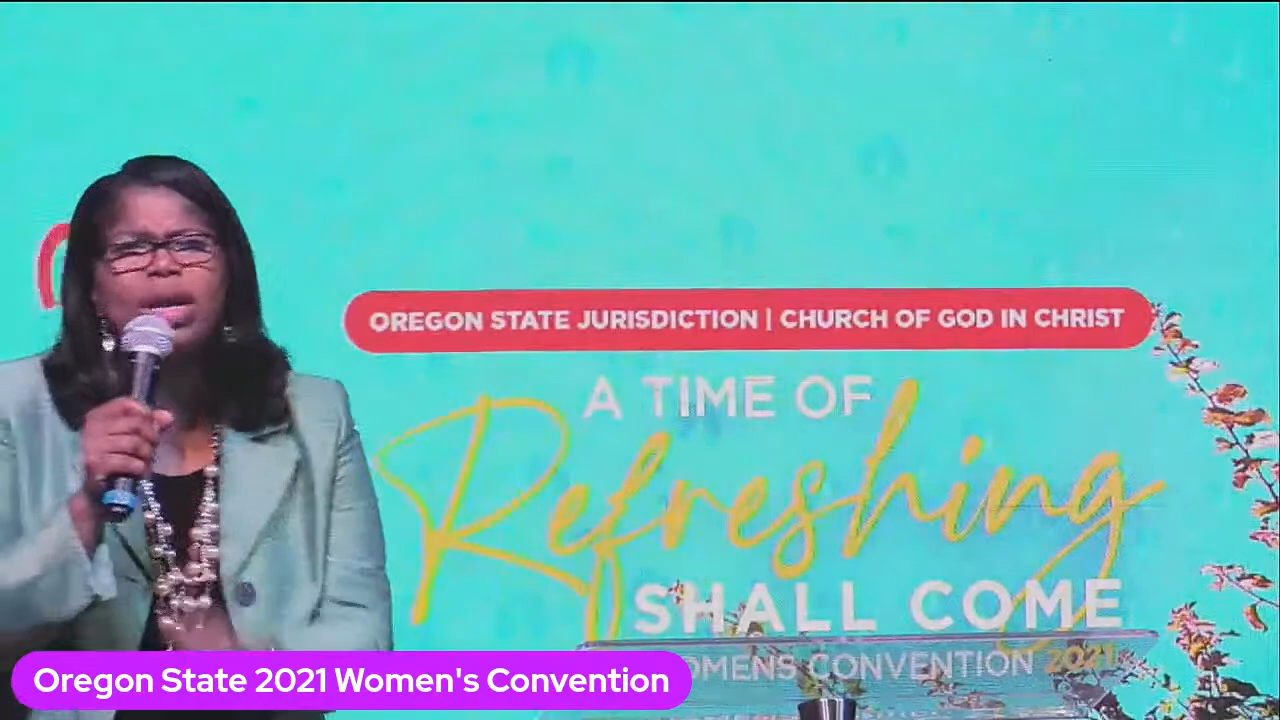 OREGON STATE JURISDICTION | CHURCH OF GOD IN CHRIST
A TIME OF
Refreshing
SHALL COME
CONVENTION 2021
Oregon State 2021 Women's Convention